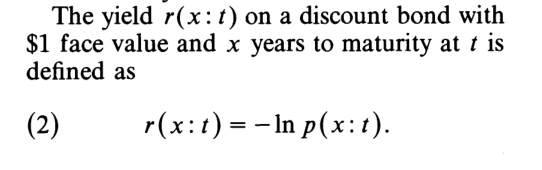 The yield r(x: t) on a discount bond with
$1 face value and x years to maturity at t is
defined as
(2) r(x: t) = −ln p(x: t).